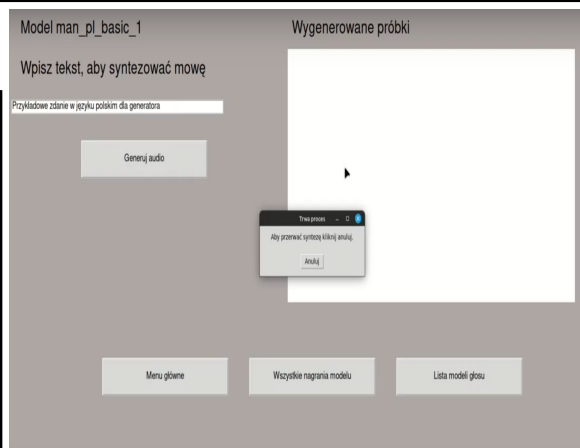 Model man_pl_basic_1
Wygenerowane próbki
Wpisz tekst, aby syntezować mowę
Przykładowe zdanie w języku polskim dla generatora
Generuj audio
Trwa proces
Aby przerwać syntezę kliknij anuluj.
Anuluj
Menu główne
Wszystkie nagrania modelu
Lista modeli głosu